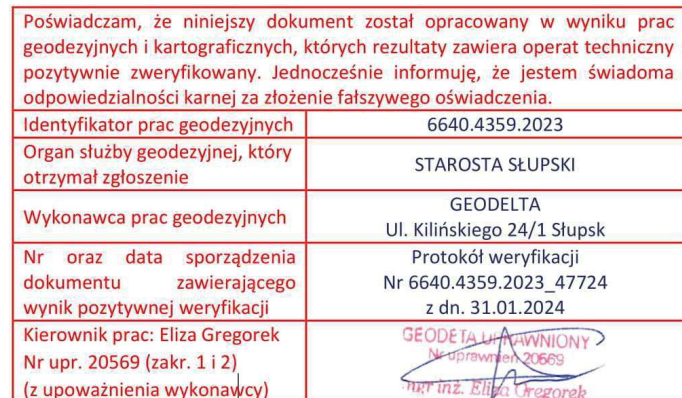 Poświadczam, że niniejszy dokument został opracowany w wyniku prac
geodezyjnych i kartograficznych, których rezultaty zawiera operat techniczny
pozytywnie zweryfikowany. Jednocześnie informuję, że jestem świadoma
odpowiedzialności karnej za złożenie fałszywego oświadczenia.
Identyfikator prac geodezyjnych 6640.4359.2023
Organ służby geodezyjnej, który
otrzymał zgłoszenie
STAROSTA SŁUPSKI
Wykonawca prac geodezyjnych
GEODELTA
Ul. Kilińskiego 24/1 Słupsk
Nr oraz data sporządzenia
dokumentu zawierającego
wynik pozytywnej weryfikacji
Protokół weryfikacji
Nr 6640.4359.2023_47724
z dn. 31.01.2024
Kierownik prac: Eliza Gregorek
Nr upr. 20569 (zakr. 1 i 2)
(z upoważnienia wykonawcy)
GEODETA UPRAWNIONY
Nr uprawnień 20569
mgr inż. Eliza Gregorek